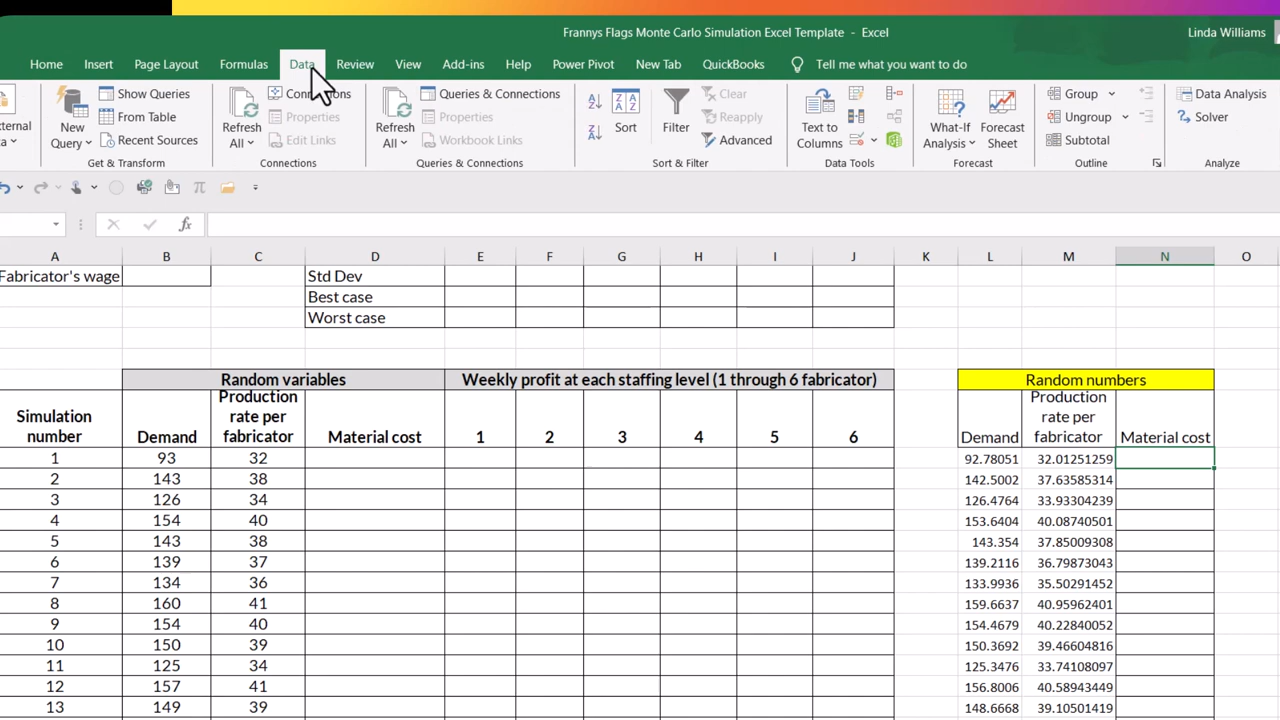 Frannys Flags Monte Carlo Simulation Excel Template - Excel
Linda Williams
Home Insert Page Layout Formulas Data Review View Add-ins Help Power Pivot New Tab QuickBooks Tell me what you want to do
Show Queries
From Table
Recent Sources
New
Query
Get & Transform
Refresh
All
Properties
Edit Links
Connections
Refresh
All
Queries & Connections
Properties
Workbook Links
Queries & Connections
Sort
Filter
Clear
Reapply
Advanced
Sort & Filter
Text to
Columns
Data Tools
What-If
Analysis
Forecast
Sheet
Forecast
Group
Ungroup
Subtotal
Outline
Data Analysis
Solver
Analyze
fx
A B C D E F G H I J K L M N O
Fabricator's wage Std Dev
Best case
Worst case
Random variables Weekly profit at each staffing level (1 through 6 fabricator) Random numbers
Simulation
number
Demand
Production
rate per
fabricator
Material cost 1 2 3 4 5 6
Demand
Production
rate per
fabricator
Material cost
1 93 32 92.78051 32.01251259
2 143 38 142.5002 37.63585314
3 126 34 126.4764 33.93304239
4 154 40 153.6404 40.08740501
5 143 38 143.354 37.85009308
6 139 37 139.2116 36.79873043
7 134 36 133.9936 35.50291452
8 160 41 159.6637 40.95962401
9 154 40 154.4679 40.22840052
10 150 39 150.3692 39.46604816
11 125 34 125.3476 33.74108097
12 157 41 156.8006 40.58943449
13 149 39 148.6668 39.10501419